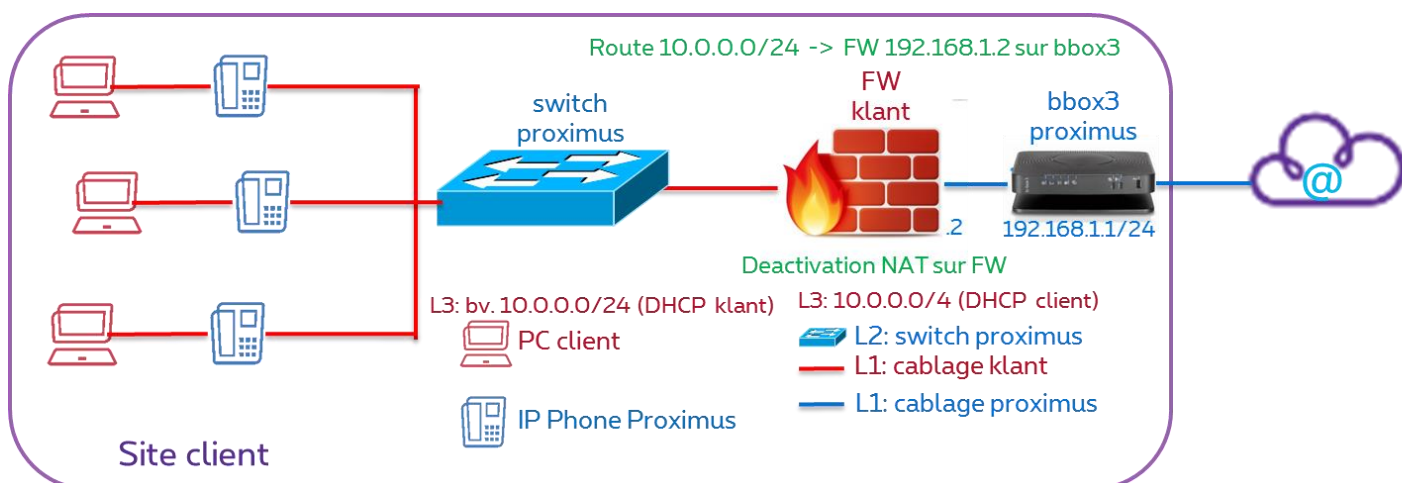 Route 10.0.0.0/24 -> FW 192.168.1.2 sur bbox3
FW
klant
switch
proximus
bbox3
proximus
@
.2
192.168.1.1/24
Deactivation NAT sur FW
L3: bv. 10.0.0.0/24 (DHCP klant)
L3: 10.0.0.0/4 (DHCP client)
PC client
L2: switch proximus
L1: cablage klant
IP Phone Proximus
L1: cablage proximus
Site client